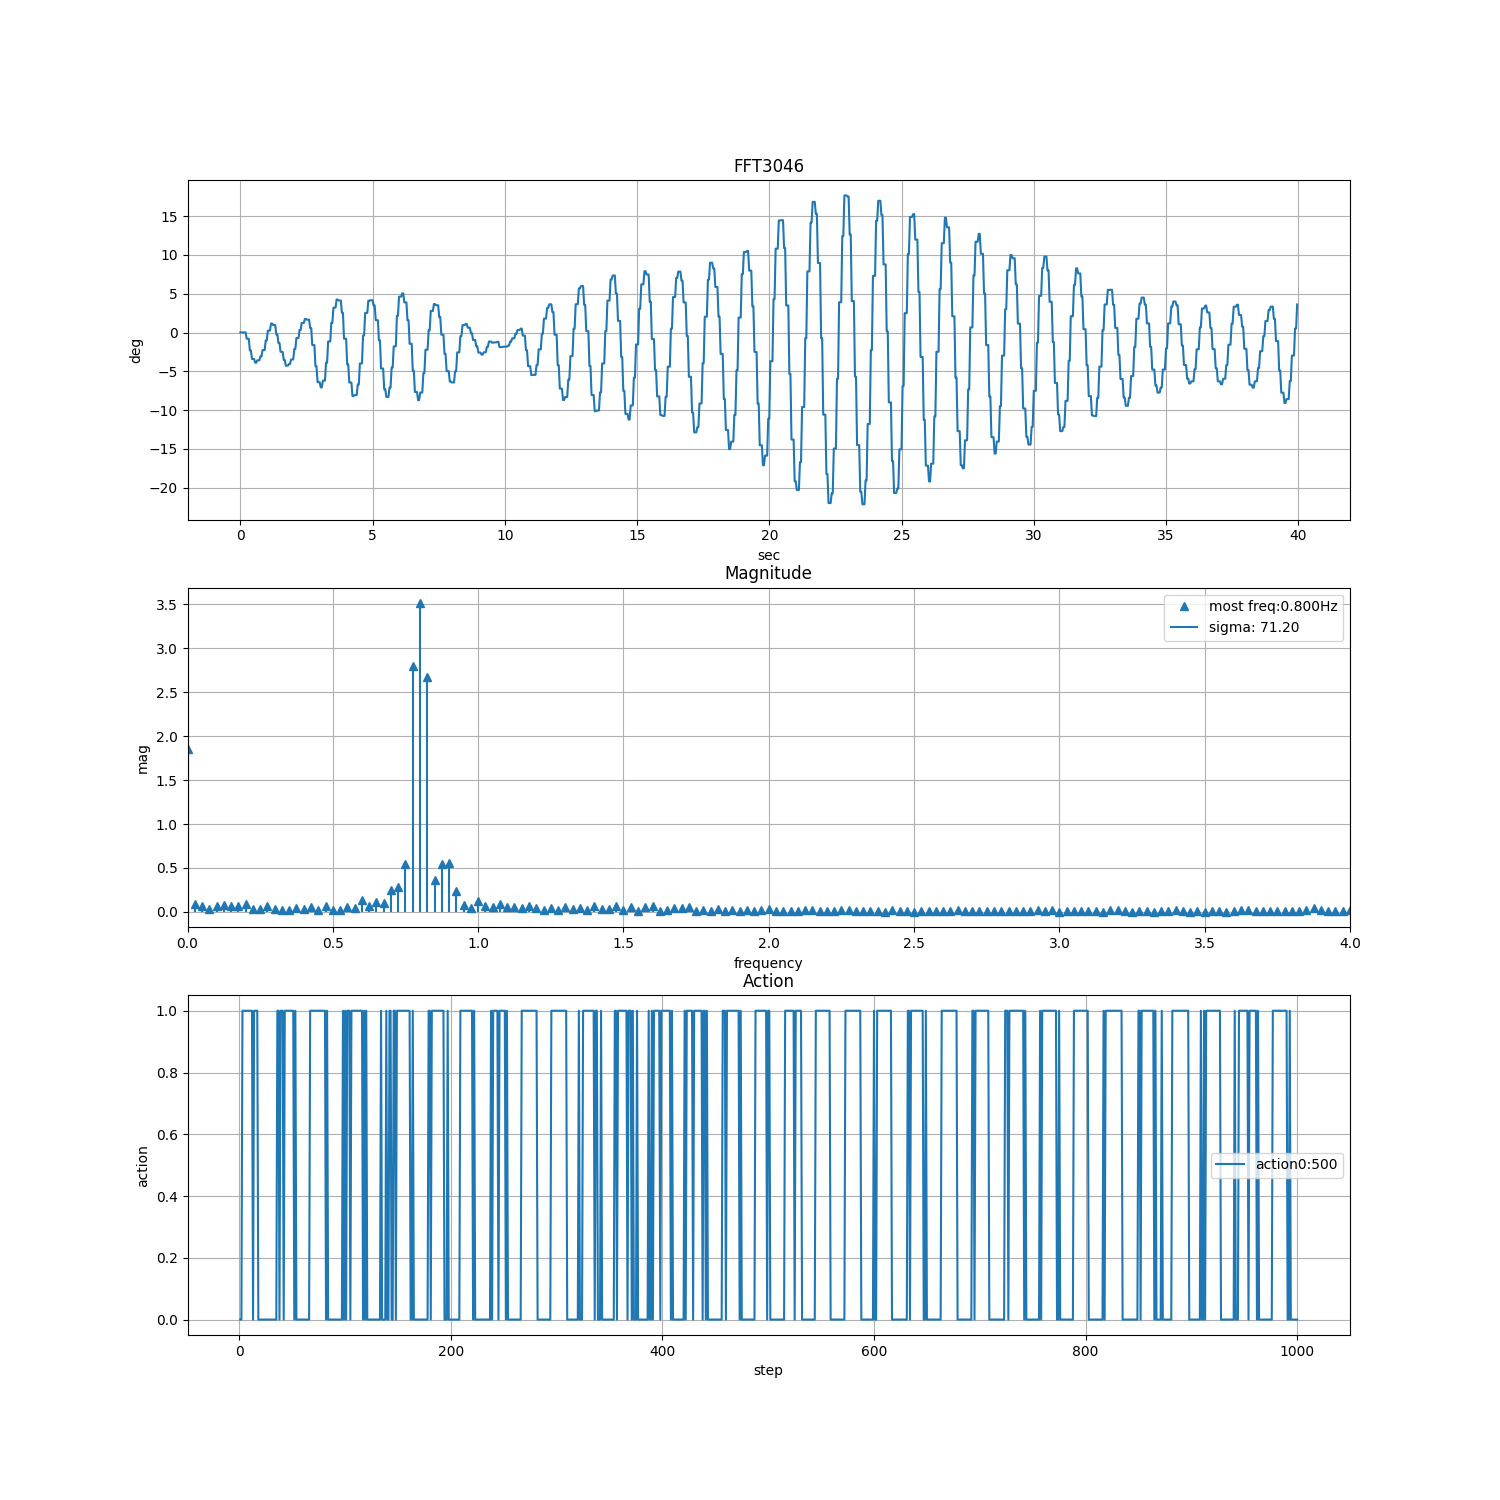 FFT3046
15
10
5
0
−5
−10
−15
−20
deg
0 5 10 15 20 25 30 35 40
sec
Magnitude
3.5
3.0
2.5
2.0
1.5
1.0
0.5
0.0
mag
most freq:0.800Hz
sigma: 71.20
0.0 0.5 1.0 1.5 2.0 2.5 3.0 3.5 4.0
frequency
Action
1.0
0.8
0.6
0.4
0.2
0.0
action
action0:500
0 200 400 600 800 1000
step